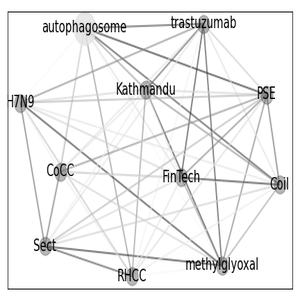 trastuzumab
autophagosome
Kathmandu
PSE
H7N9
CoCC
FinTech
Coil
Sect
methylglyoxal
RHCC